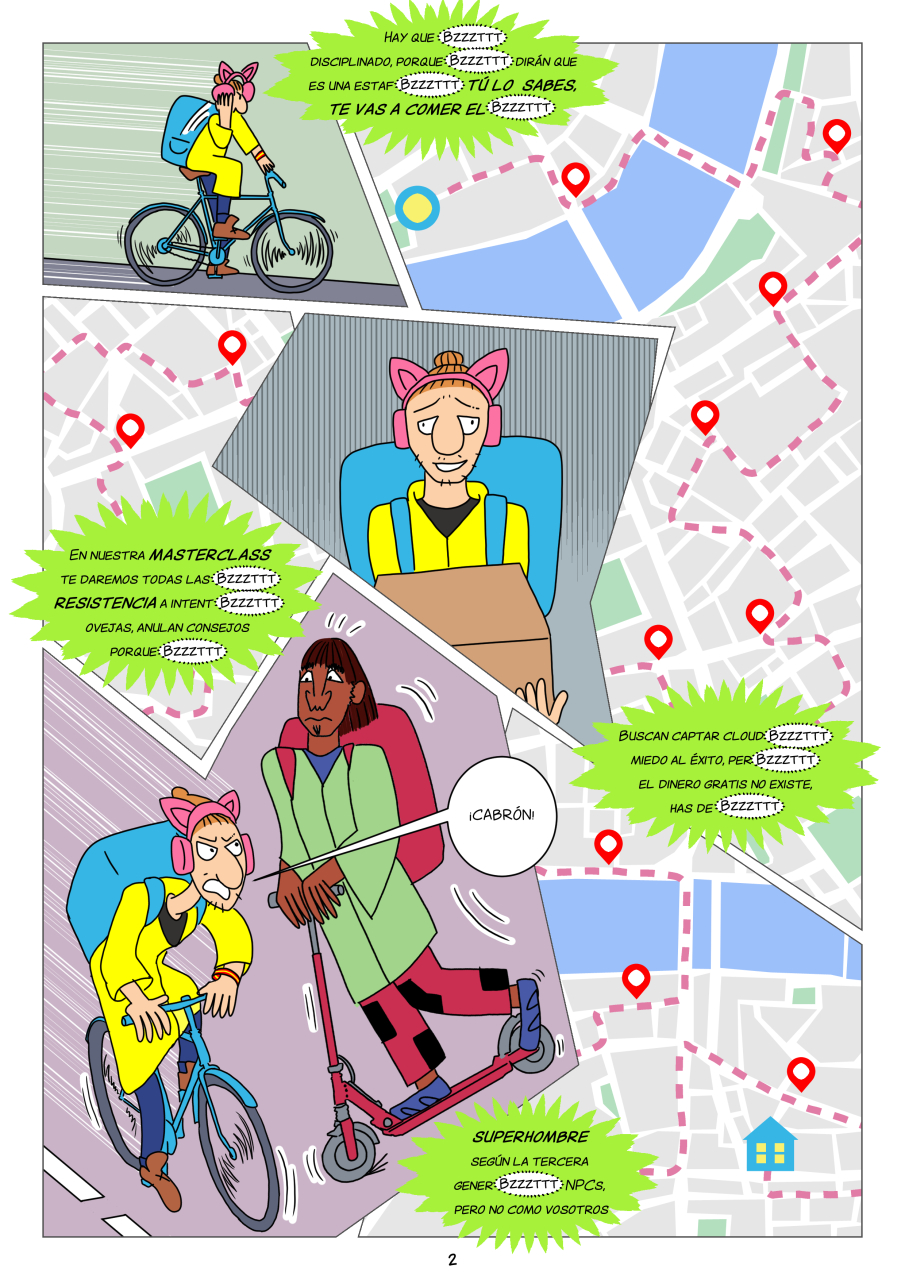 HAY QUE BZZZTTT
DISCIPLINADO, PORQUE BZZZTTT DIRÁN QUE
ES UNA ESTAF BZZZTTT TÚ LO SABES,
TE VAS A COMER EL BZZZTTT
EN NUESTRA MASTERCLASS
TE DAREMOS TODAS LAS BZZZTTT
RESISTENCIA A INTENT BZZZTTT
OVEJAS, ANULAN CONSEJOS
PORQUE BZZZTTT
BUSCAN CAPTAR CLOUD BZZZTTT
MIEDO AL ÉXITO, PER BZZZTTT
EL DINERO GRATIS NO EXISTE,
HAS DE BZZZTTT
¡CABRÓN!
SUPERHOMBRE
SEGÚN LA TERCERA
GENER BZZZTTT NPCS,
PERO NO COMO VOSOTROS
2